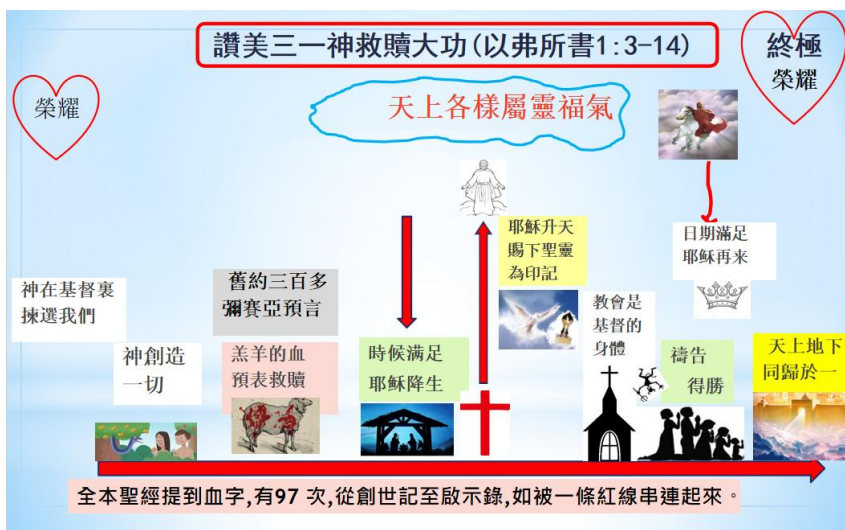 讚美三一神救贖大功(以弗所書1:3-14)
終極
榮耀
榮耀
天上各樣屬靈福氣
耶穌升天
賜下聖靈
為印記
日期滿足
耶穌再来
神在基督裏
揀選我們
舊約三百多
彌賽亞預言
教會是
基督的
身體
神創造
一切
羔羊的血
預表救贖
時候满足
耶穌降生
禱告
得勝
天上地下
同歸於一
全本聖經提到血字,有97 次,從創世記至啟示錄,如被一條紅線串連起來。